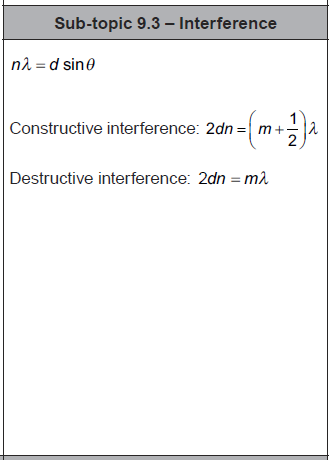 Sub-topic 9.3 – Interference
nλ = d sinθ
Constructive interference: 2dn = (m + 1/2)λ
Destructive interference: 2dn = mλ